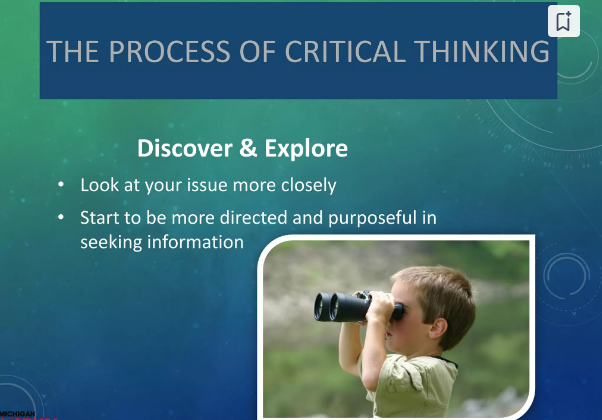 THE PROCESS OF CRITICAL THINKING
Discover & Explore
• Look at your issue more closely
• Start to be more directed and purposeful in
seeking information
MICHIGAN